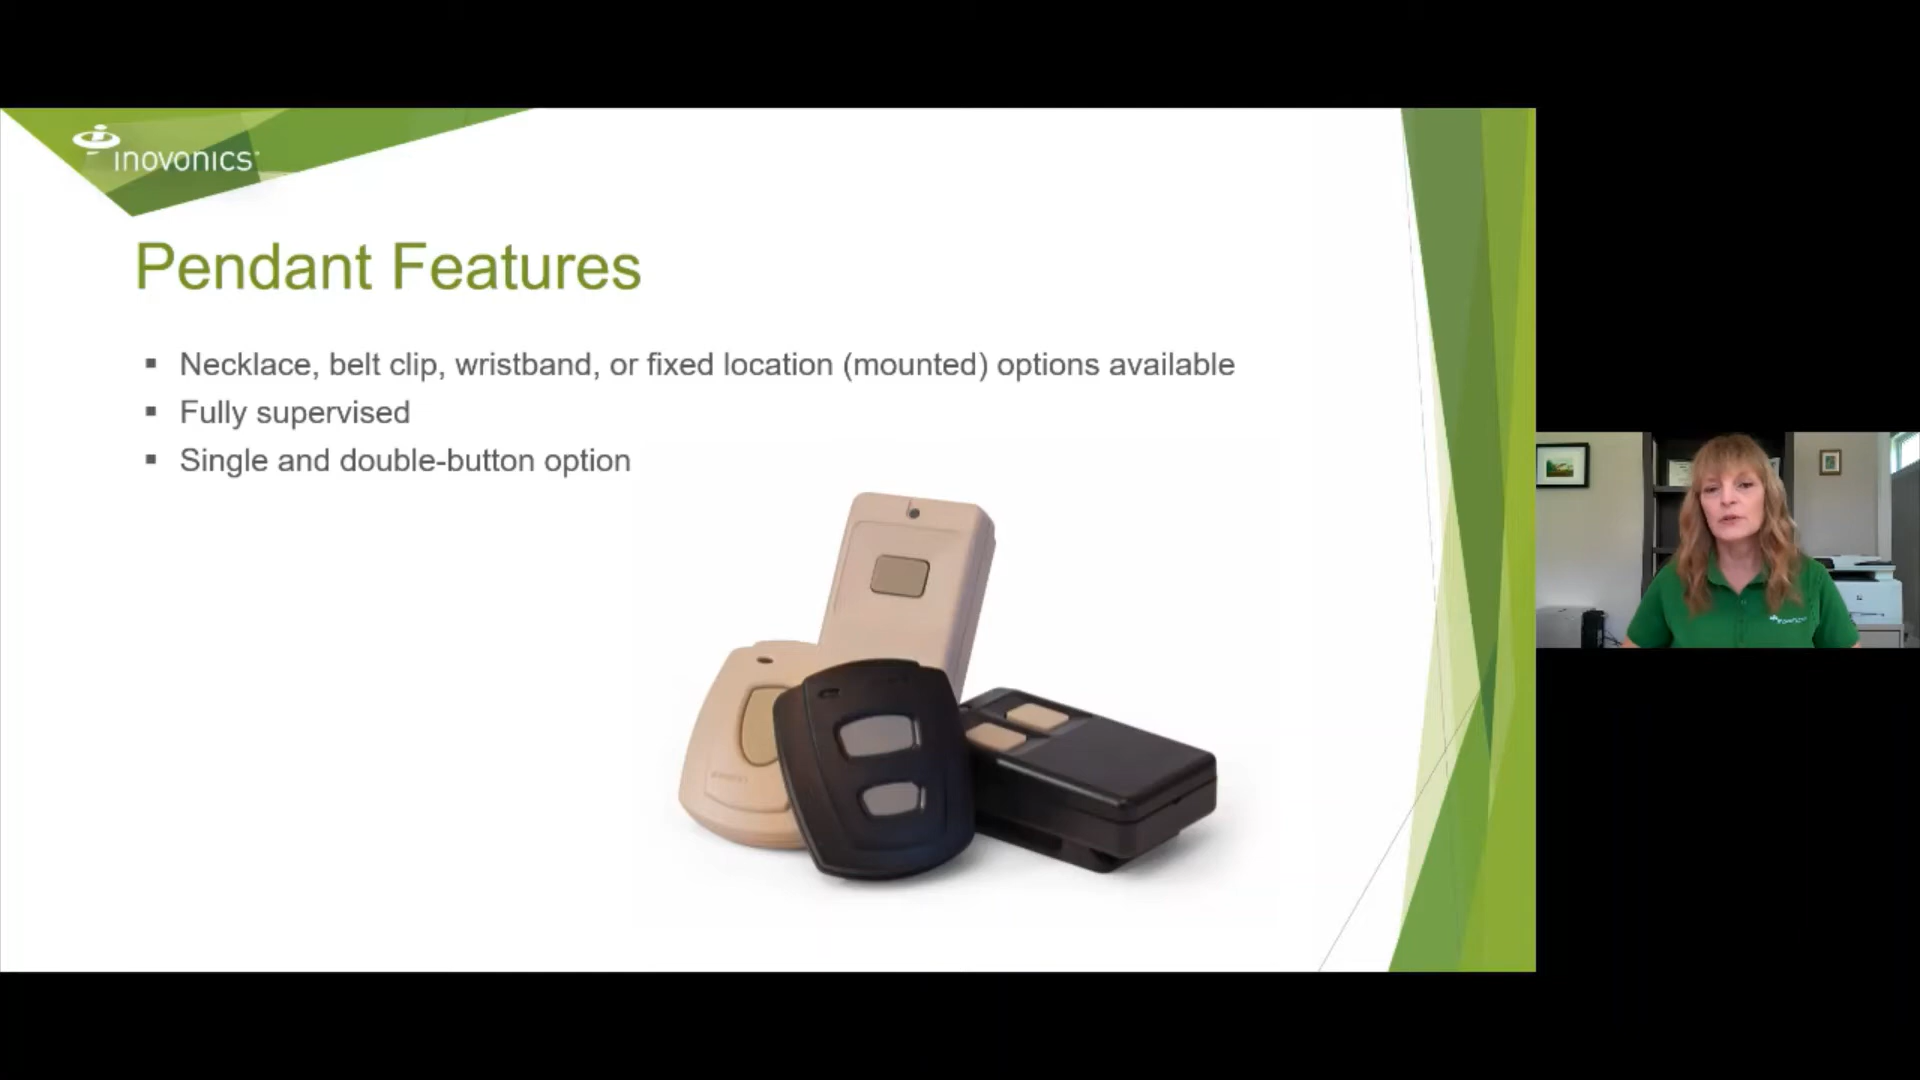 inovonics
Pendant Features
▪ Necklace, belt clip, wristband, or fixed location (mounted) options available
▪ Fully supervised
▪ Single and double-button option